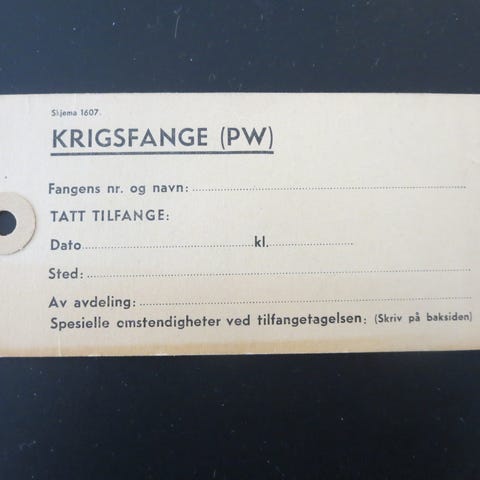 Skjema 1607.
KRIGSFANGE (PW)
Fangens nr. og navn:
TATT TILFANGE:
Dato kl.
Sted:
Av avdeling:
Spesielle omstendigheter ved tilfangetagelsen: (Skriv på baksiden)